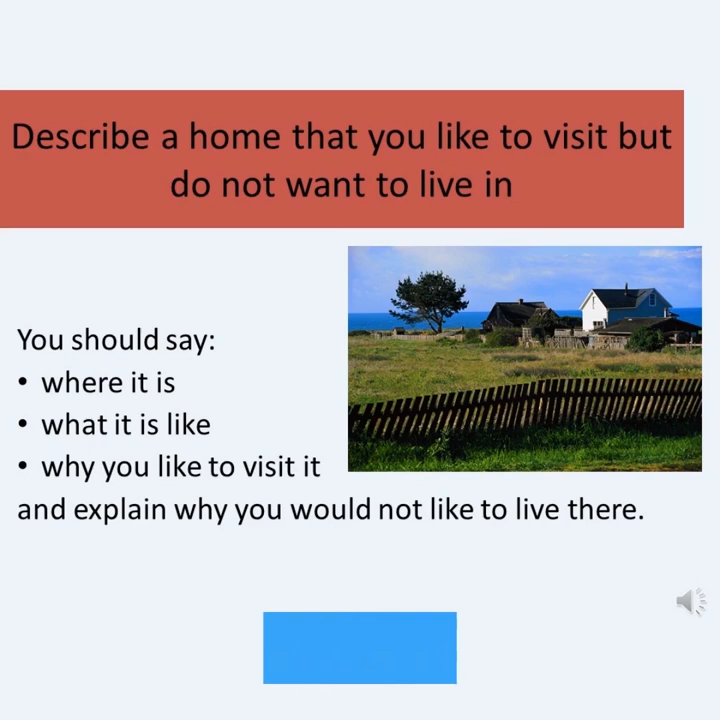 Describe a home that you like to visit but
do not want to live in
You should say:
• where it is
• what it is like
• why you like to visit it
and explain why you would not like to live there.